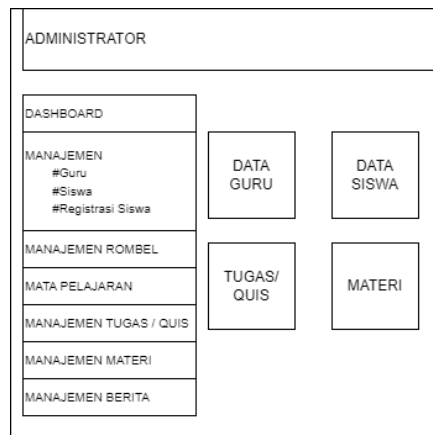 ADMINISTRATOR
DASHBOARD
MANAJEMEN
#Guru
#Siswa
#Registrasi Siswa
MANAJEMEN ROMBEL
MATA PELAJARAN
MANAJEMEN TUGAS / QUIS
MANAJEMEN MATERI
MANAJEMEN BERITA
DATA
GURU
DATA
SISWA
TUGAS/
QUIS
MATERI